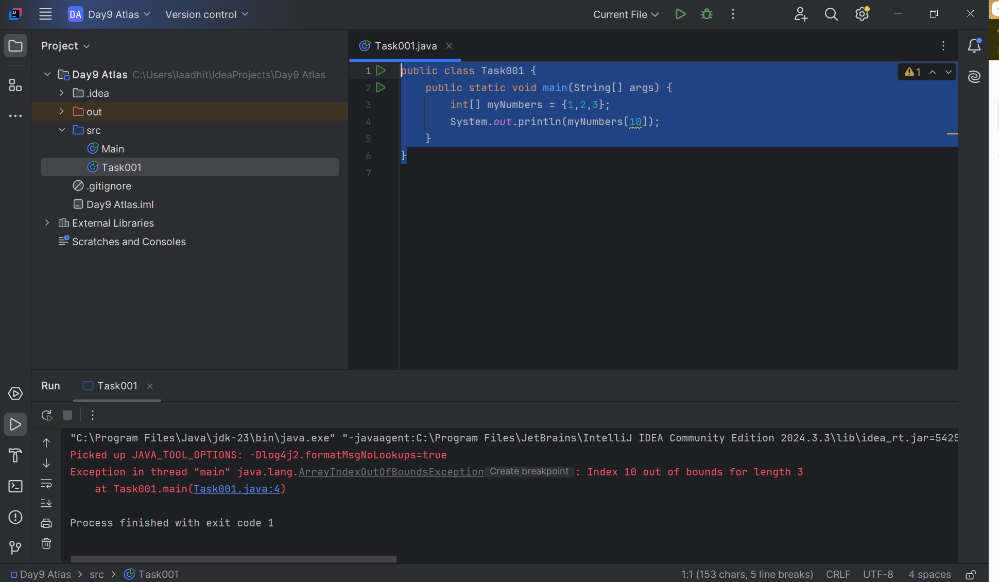 DA Day9 Atlas Version control Current File
Project
Day9 Atlas C:\Users\laadhit\IdeaProjects\Day9 Atlas
.idea
out
src
Main
Task001
.gitignore
Day9 Atlas.iml
External Libraries
Scratches and Consoles
Task001.java
1 public class Task001 {
2 public static void main(String[] args) {
3 int[] myNumbers = {1,2,3};
4 System.out.println(myNumbers[10]);
5 }
6 }
7
1
Run Task001
"C:\Program Files\Java\jdk-23\bin\java.exe" "-javaagent:C:\Program Files\JetBrains\IntelliJ IDEA Community Edition 2024.3.3\lib\idea_rt.jar=5425
Picked up JAVA_TOOL_OPTIONS: -Dlog4j2.formatMsgNoLookups=true
Exception in thread "main" java.lang.ArrayIndexOutOfBoundsException Create breakpoint : Index 10 out of bounds for length 3
at Task001.main(Task001.java:4)
Process finished with exit code 1
Day9 Atlas > src > Task001 1:1 (153 chars, 5 line breaks) CRLF UTF-8 4 spaces